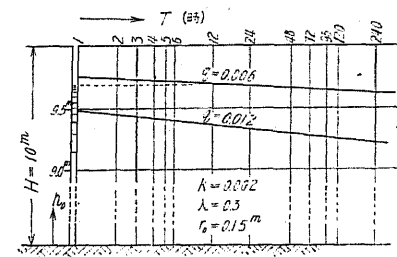 T (時)
1 2 3 4 5 6 12 24 48 72 96 120 240
q=0.006
9.5m
q=0.012
9.0m
H=10m
h₀
k=0.002
λ=0.3
r₀=0.15m